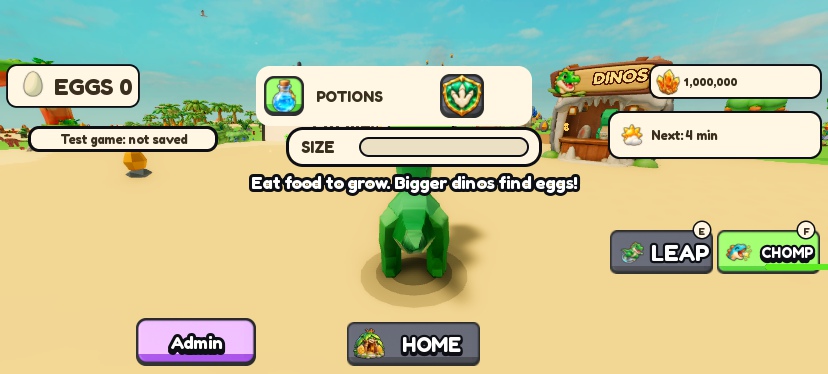 EGGS 0
POTIONS
DINOS
1,000,000
Test game: not saved
SIZE
Next: 4 min
Eat food to grow. Bigger dinos find eggs!
E
LEAP
F
CHOMP
Admin
HOME